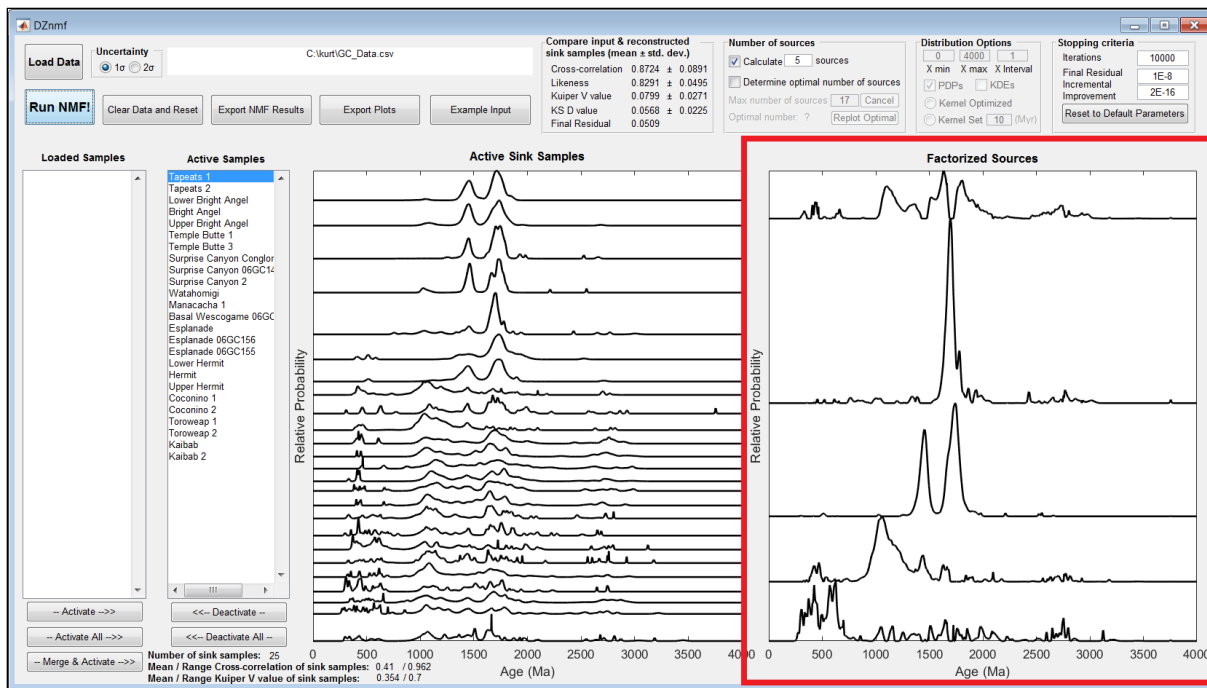 DZnmf
Load Data
Uncertainty
1σ 2σ
C:\kurt\GC_Data.csv
Run NMF!
Clear Data and Reset
Export NMF Results
Export Plots
Example Input
Compare input & reconstructed
sink samples (mean ± std. dev.)
Cross-correlation 0.8724 ± 0.0891
Likeness 0.8291 ± 0.0495
Kuiper V value 0.0799 ± 0.0271
KS D value 0.0568 ± 0.0225
Final Residual 0.0509
Number of sources
Calculate 5 sources
Determine optimal number of sources
Max number of sources 17 Cancel
Optimal number: ? Replot Optimal
Distribution Options
0 4000 1
X min X max X Interval
PDPs KDEs
Kernel Optimized
Kernel Set 10 (Myr)
Stopping criteria
Iterations 10000
Final Residual 1E-8
Incremental
Improvement 2E-16
Reset to Default Parameters
Loaded Samples
-- Activate -->>
-- Activate All -->>
-- Merge & Activate -->>
Active Samples
Tapeats 1
Tapeats 2
Lower Bright Angel
Bright Angel
Upper Bright Angel
Temple Butte 1
Temple Butte 3
Surprise Canyon Conglor
Surprise Canyon 06GC14
Surprise Canyon 2
Watahomigi
Manacacha 1
Basal Wescogame 06GC
Esplanade
Esplanade 06GC156
Esplanade 06GC155
Lower Hermit
Hermit
Upper Hermit
Coconino 1
Coconino 2
Toroweap 1
Toroweap 2
Kaibab
Kaibab 2
<<-- Deactivate --
<<-- Deactivate All --
Number of sink samples: 25
Mean / Range Cross-correlation of sink samples: 0.41 / 0.962
Mean / Range Kuiper V value of sink samples: 0.354 / 0.7
Active Sink Samples
Relative Probability
0 500 1000 1500 2000 2500 3000 3500 4000
Age (Ma)
Factorized Sources
Relative Probability
0 500 1000 1500 2000 2500 3000 3500 4000
Age (Ma)